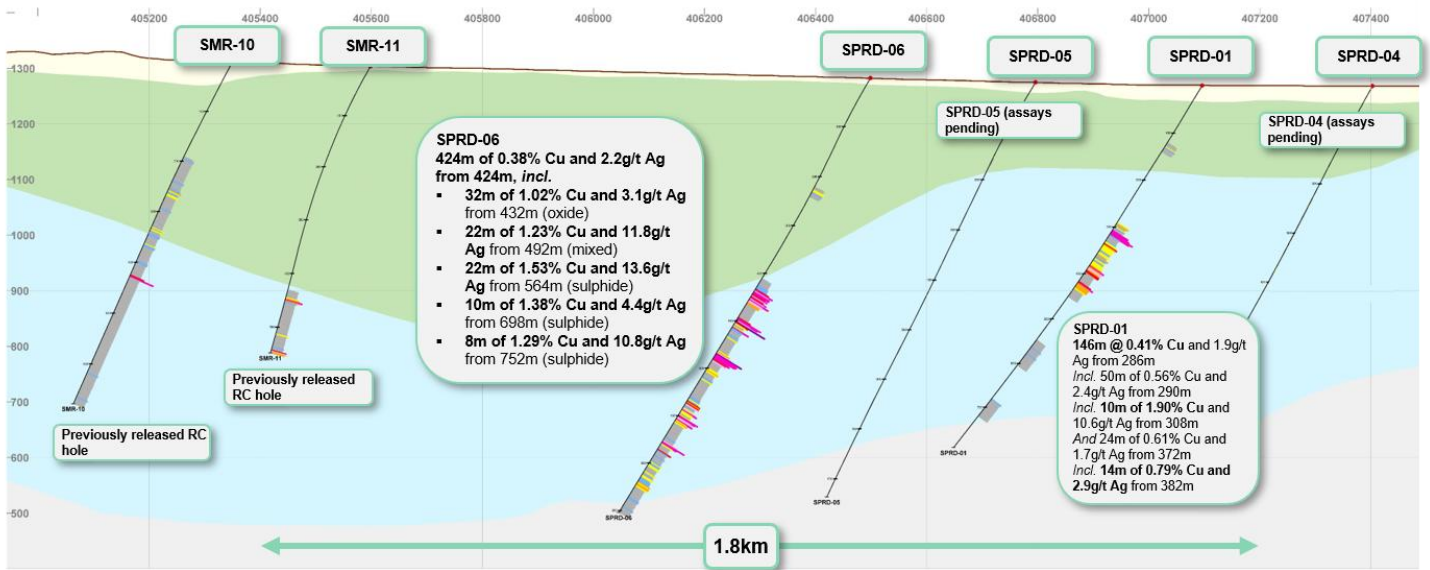 405200 405400 405600 405800 406000 406200 406400 406600 406800 407000 407200 407400
SMR-10
SMR-11
SPRD-06
SPRD-05
SPRD-01
SPRD-04
1300
1200
1100
1000
900
800
700
600
500
SPRD-05 (assays
pending)
SPRD-04 (assays
pending)
SPRD-06
424m of 0.38% Cu and 2.2g/t Ag
from 424m, incl.
▪ 32m of 1.02% Cu and 3.1g/t Ag
from 432m (oxide)
▪ 22m of 1.23% Cu and 11.8g/t
Ag from 492m (mixed)
▪ 22m of 1.53% Cu and 13.6g/t
Ag from 564m (sulphide)
▪ 10m of 1.38% Cu and 4.4g/t Ag
from 698m (sulphide)
▪ 8m of 1.29% Cu and 10.8g/t Ag
from 752m (sulphide)
SPRD-01
146m @ 0.41% Cu and 1.9g/t
Ag from 286m
Incl. 50m of 0.56% Cu and
2.4g/t Ag from 290m
Incl. 10m of 1.90% Cu and
10.6g/t Ag from 308m
And 24m of 0.61% Cu and
1.7g/t Ag from 372m
Incl. 14m of 0.79% Cu and
2.9g/t Ag from 382m
SMR-11
Previously released
RC hole
SMR-10
Previously released RC
hole
SPRD-01
SPRD-05
SPRD-06
1.8km